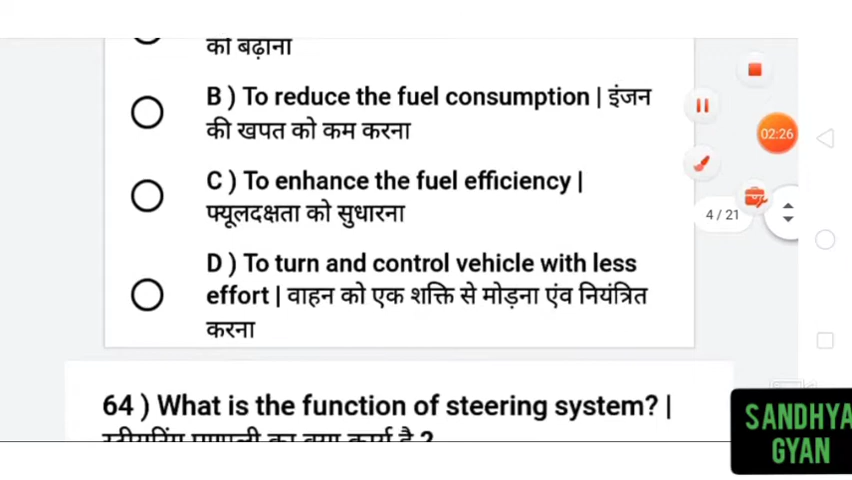 को बढ़ाना
B ) To reduce the fuel consumption | इंजन
की खपत को कम करना
C ) To enhance the fuel efficiency |
फ्यूलदक्षता को सुधारना
D ) To turn and control vehicle with less
effort | वाहन को एक शक्ति से मोड़ना एंव नियंत्रित
करना
64 ) What is the function of steering system? |
स्टीयरिंग प्रणाली का क्या कार्य है ?
02:26
4 / 21
SANDHYA
GYAN